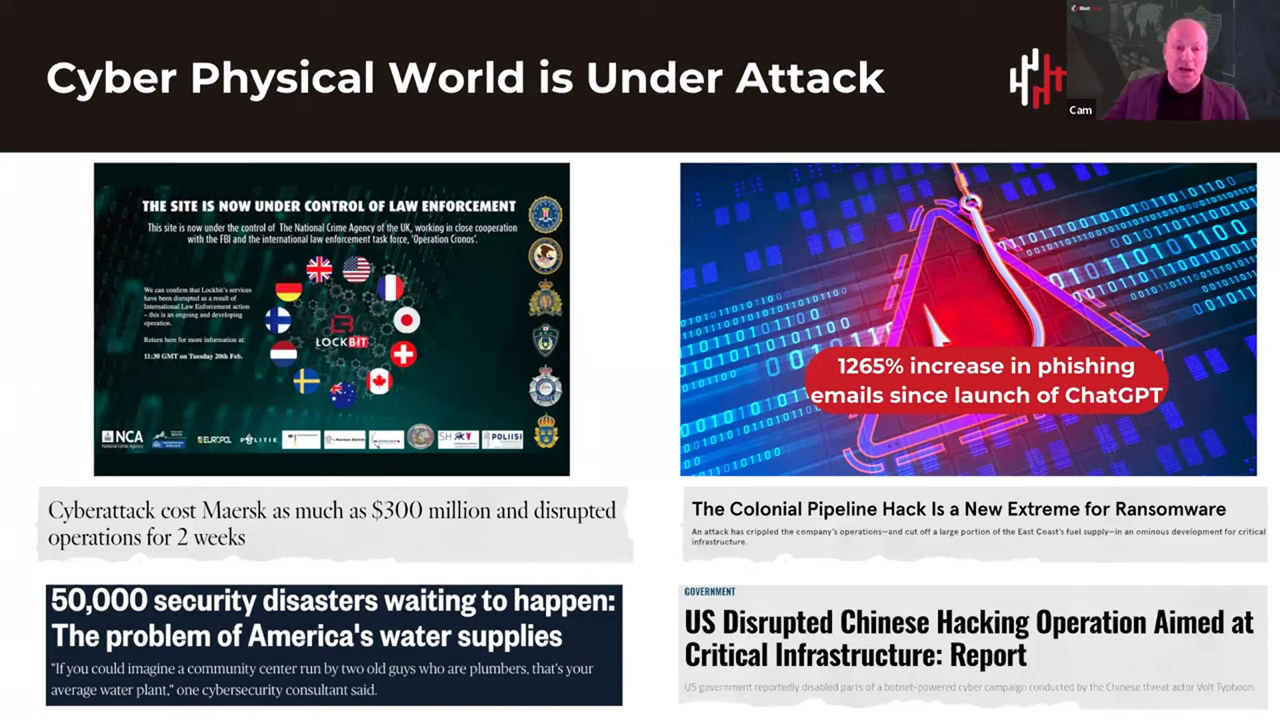 Cyber Physical World is Under Attack
Cam
THE SITE IS NOW UNDER CONTROL OF LAW ENFORCEMENT
This site is now under the control of The National Crime Agency of the UK, working in close cooperation
with the FBI and the international law enforcement task force, 'Operation Cronos'.
We can confirm that Lockbit's services
have been disrupted as a result of
International Law Enforcement action
– this is an ongoing and developing
operation.
Return here for more information at:
11:30 GMT on Tuesday 20th Feb.
LOCKBIT
NCA
National Crime Agency
EUROPOL
POLITIE
POLIISI
1265% increase in phishing
emails since launch of ChatGPT
Cyberattack cost Maersk as much as $300 million and disrupted
operations for 2 weeks
The Colonial Pipeline Hack Is a New Extreme for Ransomware
An attack has crippled the company's operations—and cut off a large portion of the East Coast's fuel supply—in an ominous development for critical
infrastructure.
50,000 security disasters waiting to happen:
The problem of America's water supplies
"If you could imagine a community center run by two old guys who are plumbers, that's your
average water plant," one cybersecurity consultant said.
GOVERNMENT
US Disrupted Chinese Hacking Operation Aimed at
Critical Infrastructure: Report
US government reportedly disabled parts of a botnet-powered cyber campaign conducted by the Chinese threat actor Volt Typhoon.